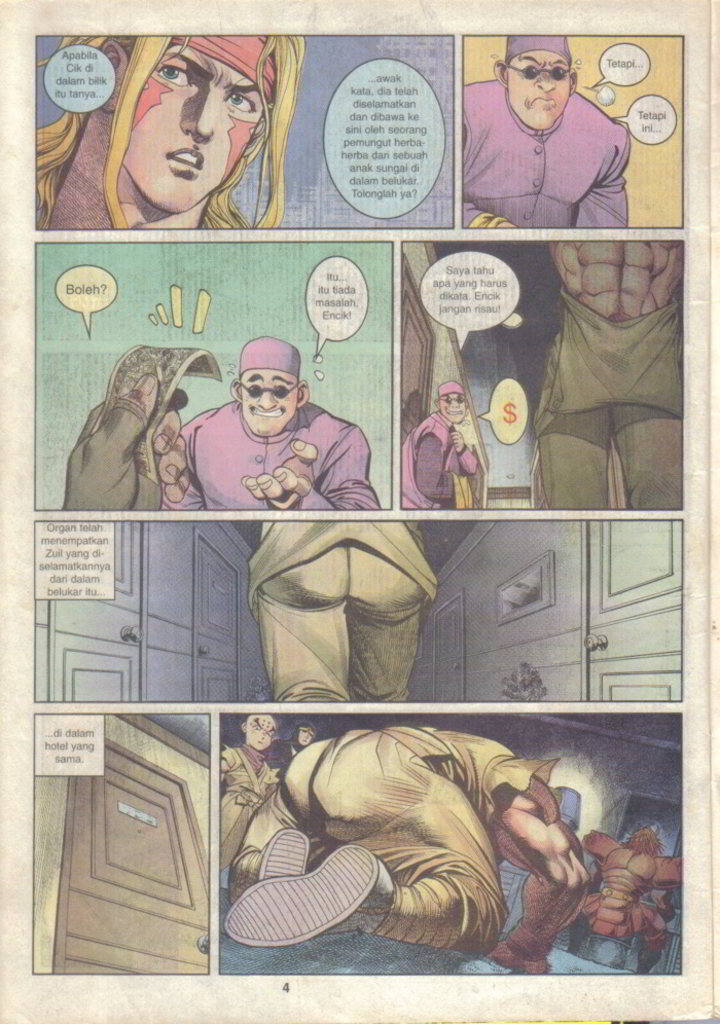 Apabila
Cik di
dalam bilik
itu tanya...
...awak
kata, dia telah
diselamatkan
dan dibawa ke
sini oleh seorang
pemungut herba-
herba dari sebuah
anak sungai di
dalam belukar.
Tolonglah ya?
Tetapi...
Tetapi
ini...
Boleh?
Itu...
itu tiada
masalah,
Encik!
Saya tahu
apa yang harus
dikata. Encik
jangan risau!
$
Organ telah
menempatkan
Zuil yang di-
selamatkannya
dari dalam
belukar itu...
...di dalam
hotel yang
sama.
4